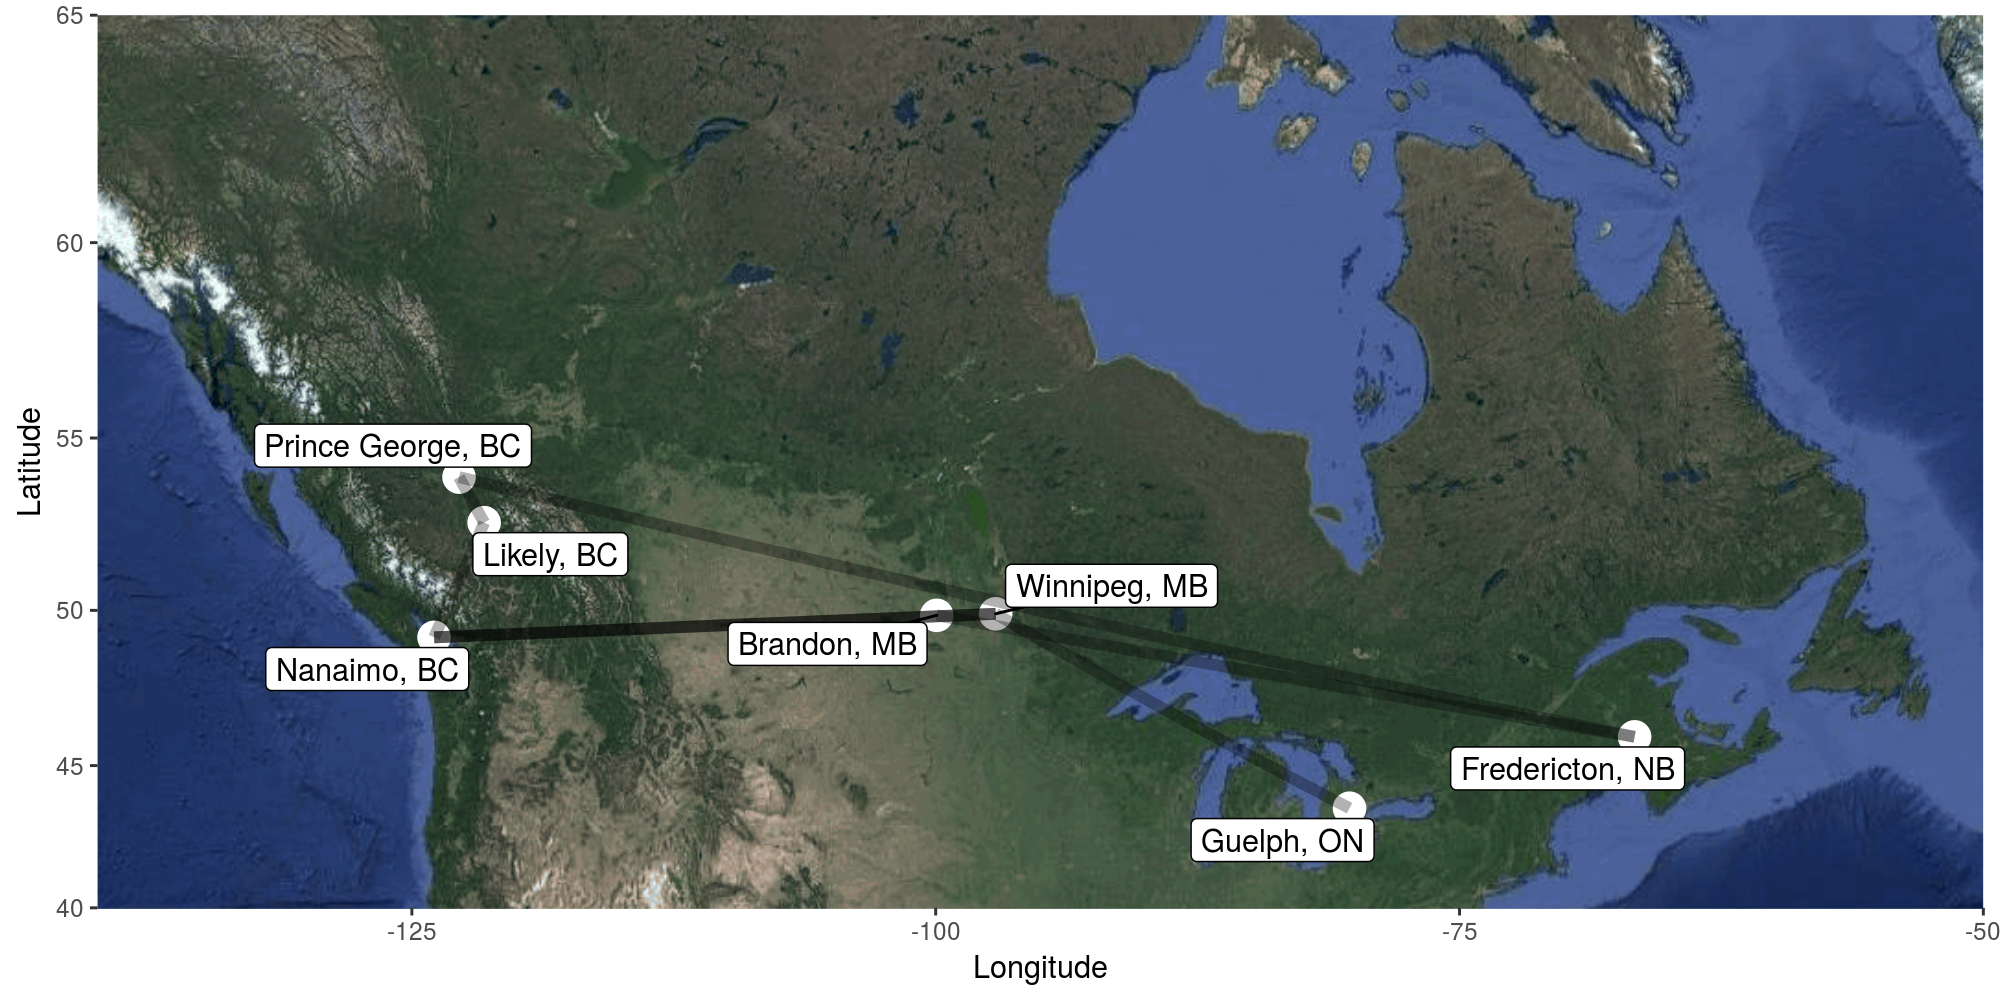 65
60
55
50
45
40
Latitude
Prince George, BC
Likely, BC
Winnipeg, MB
Brandon, MB
Nanaimo, BC
Fredericton, NB
Guelph, ON
-125
-100
-75
-50
Longitude